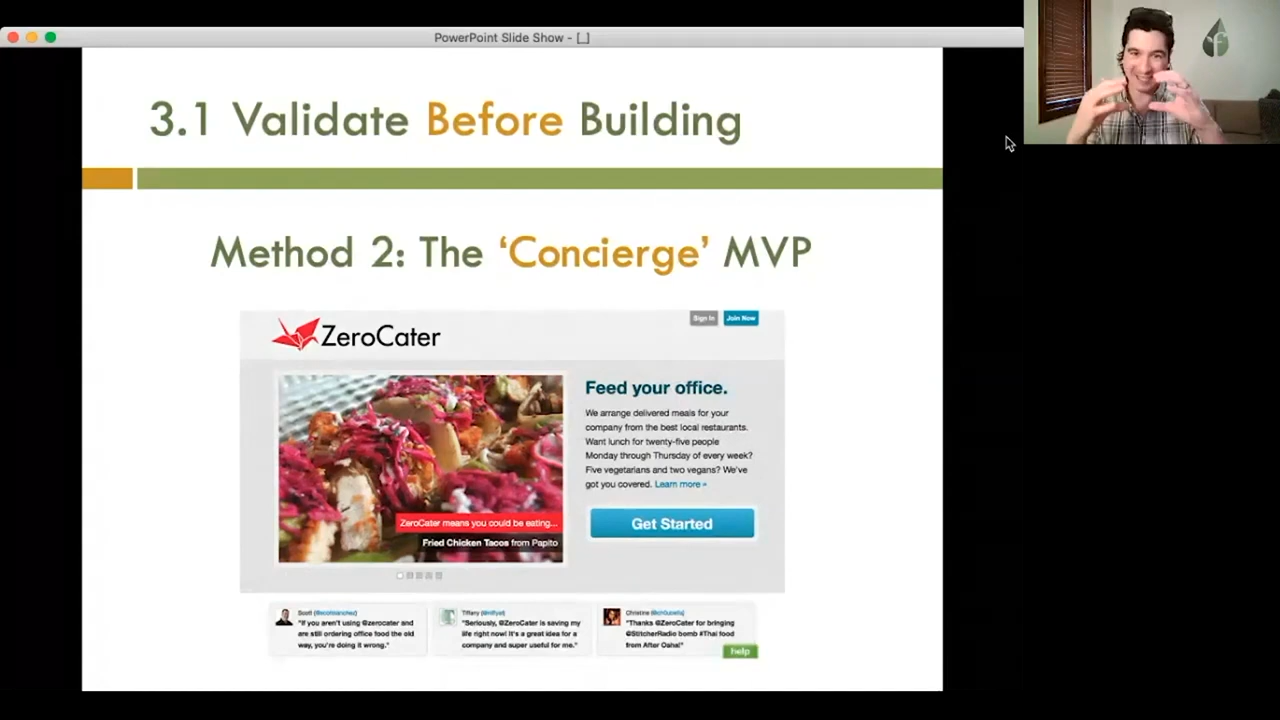 PowerPoint Slide Show - [_]
3.1 Validate Before Building
Method 2: The ‘Concierge’ MVP
Sign In
Join Now
ZeroCater
Feed your office.
We arrange delivered meals for your
company from the best local restaurants.
Want lunch for twenty-five people
Monday through Thursday of every week?
Five vegetarians and two vegans? We've
got you covered. Learn more »
Get Started
ZeroCater means you could be eating...
Fried Chicken Tacos from Papito
Scott
"If you aren't using @zerocater and
are still ordering office food the old
way, you're doing it wrong."
Tiffany
"Seriously, @ZeroCater is saving my
life right now! It's a great idea for a
company and super useful for me."
Christine
"Thanks @ZeroCater for bringing
@StitcherRadio bomb #Thai food
from After Osha!"
help